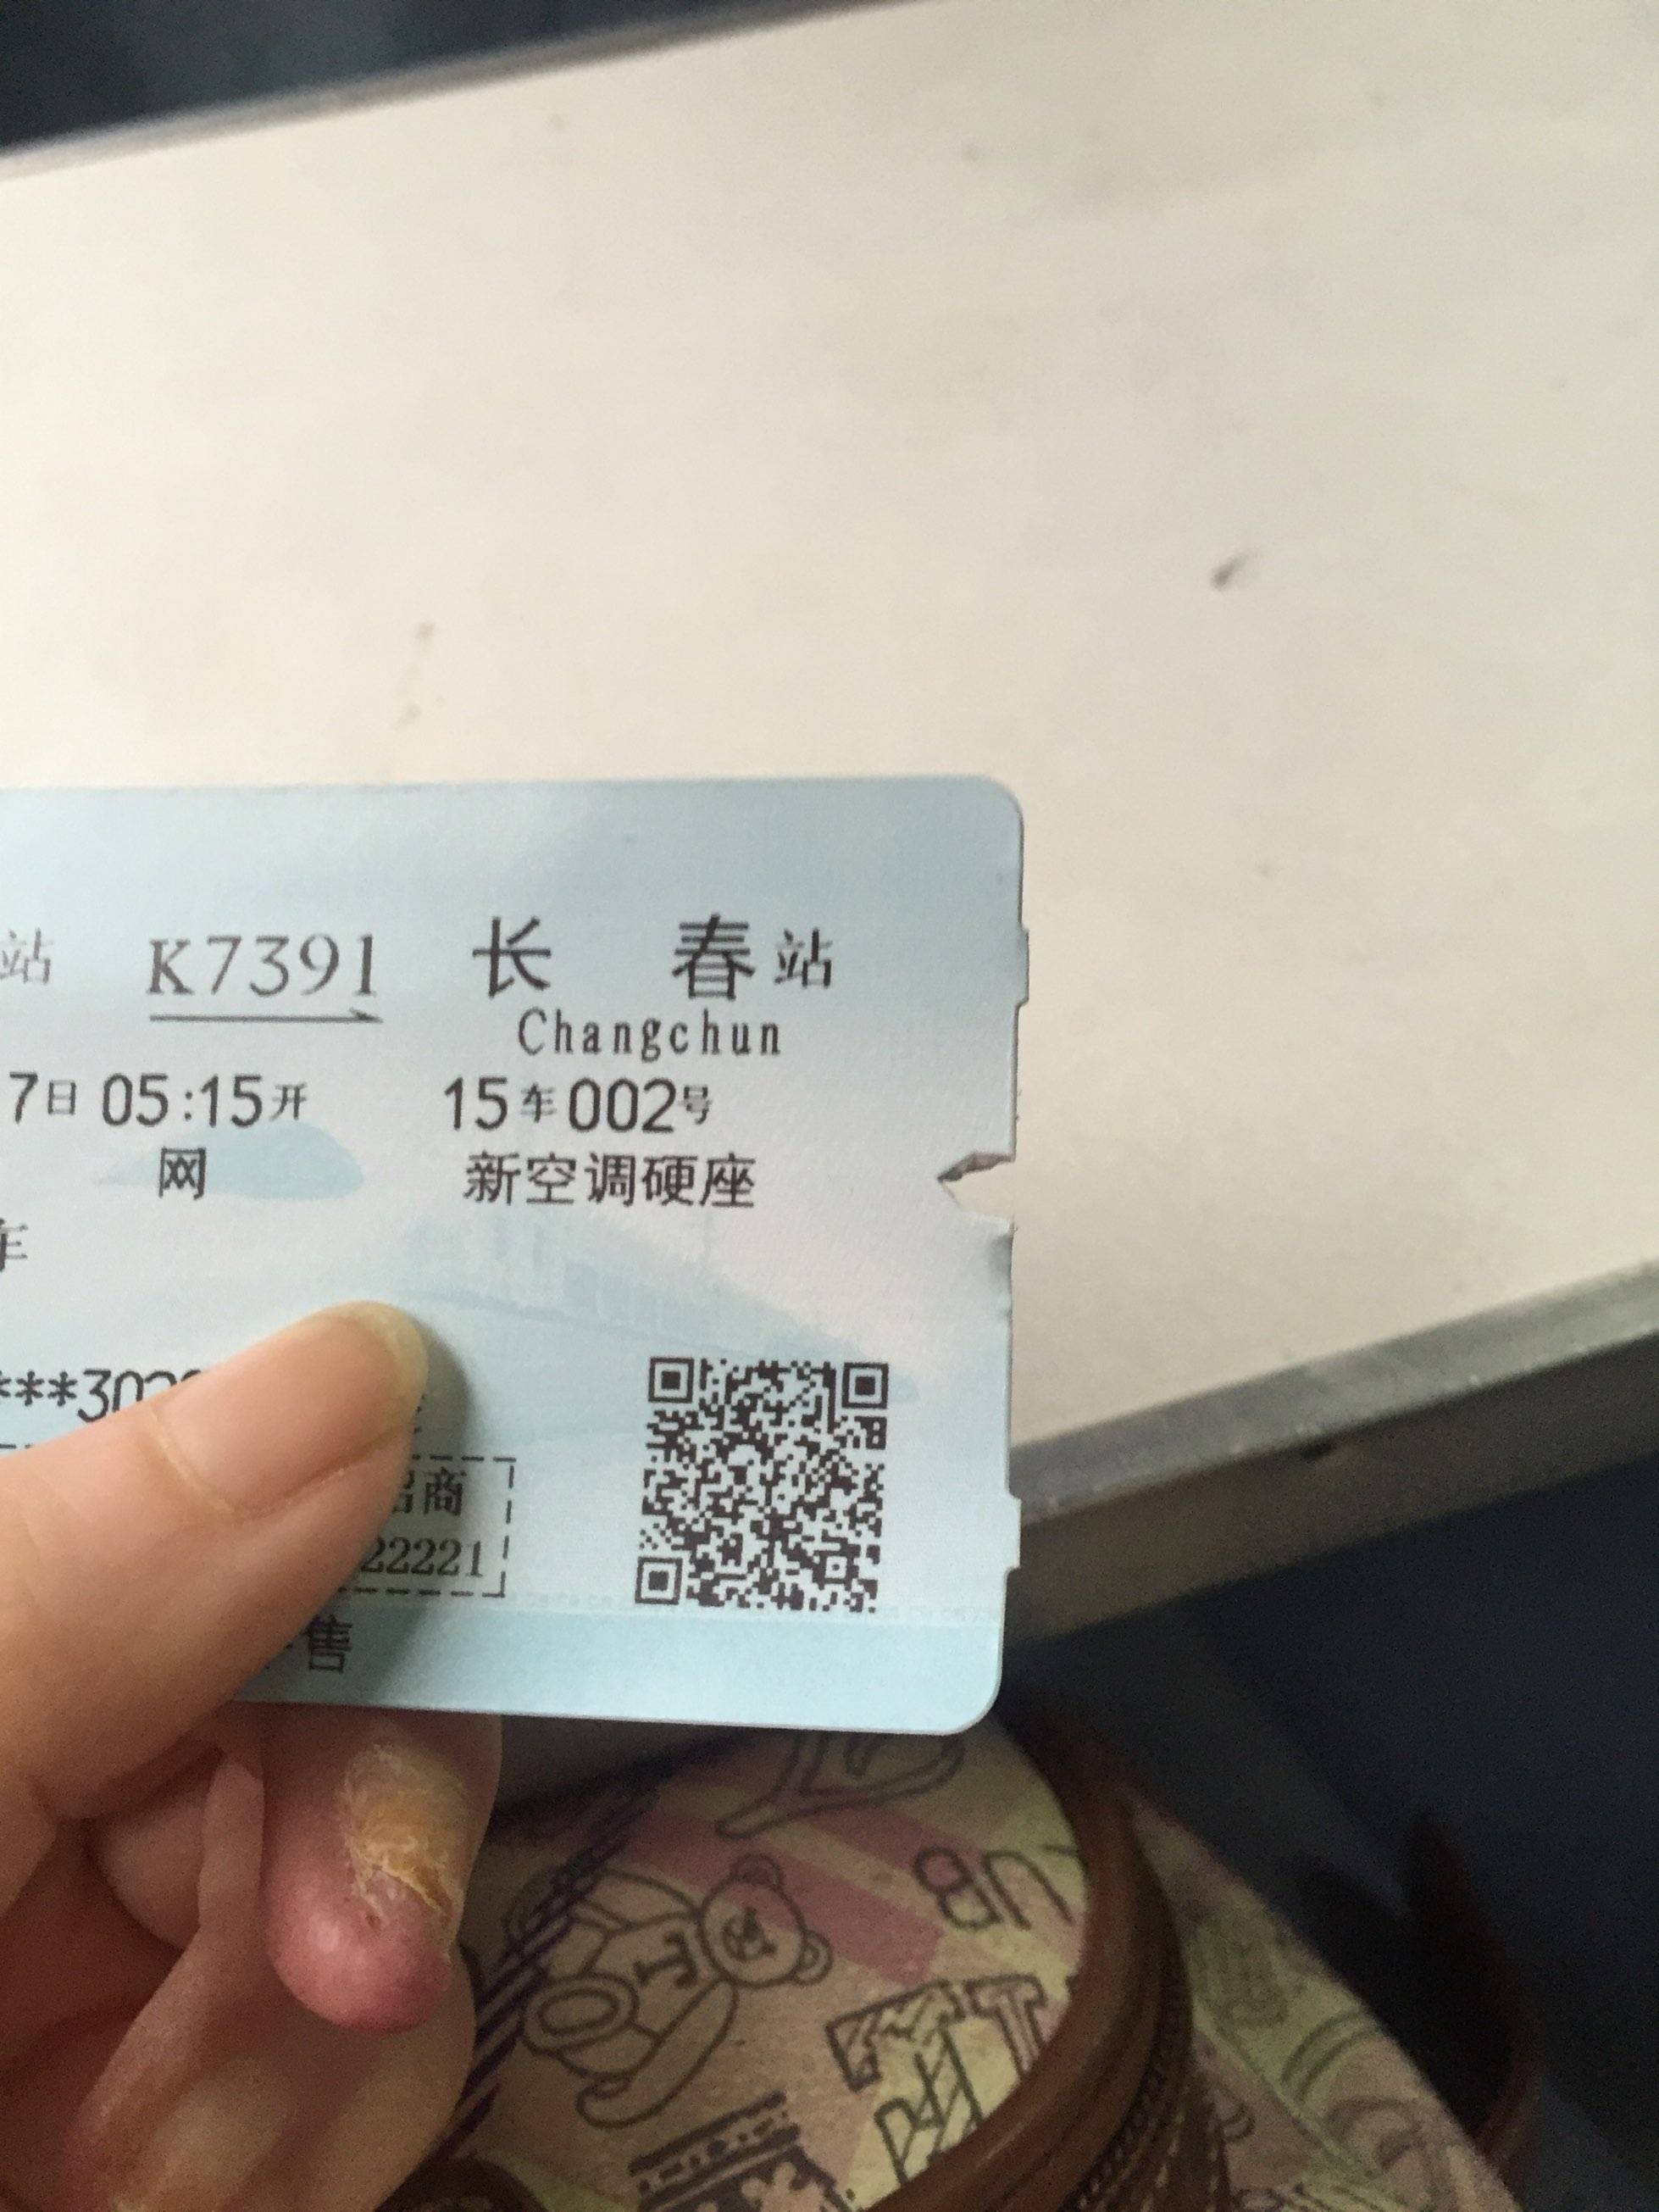 站 K7391 长春站
Changchun
7日 05:15开 15车002号
网 新空调硬座
车
***302
商
22221
售
UB